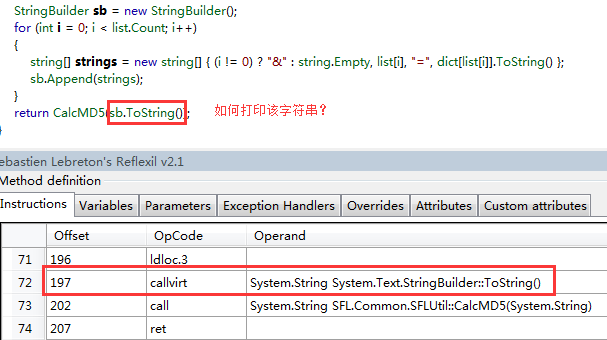 StringBuilder sb = new StringBuilder();
for (int i = 0; i < list.Count; i++)
{
string[] strings = new string[] { (i != 0) ? "&" : string.Empty, list[i], "=", dict[list[i]].ToString() };
sb.Append(strings);
}
return CalcMD5(sb.ToString()); 如何打印该字符串?
}
ebastien Lebreton's Reflexil v2.1
Method definition
Instructions Variables Parameters Exception Handlers Overrides Attributes Custom attributes
Offset OpCode Operand
71 196 ldloc.3
72 197 callvirt System.String System.Text.StringBuilder::ToString()
73 202 call System.String SFL.Common.SFLUtil::CalcMD5(System.String)
74 207 ret